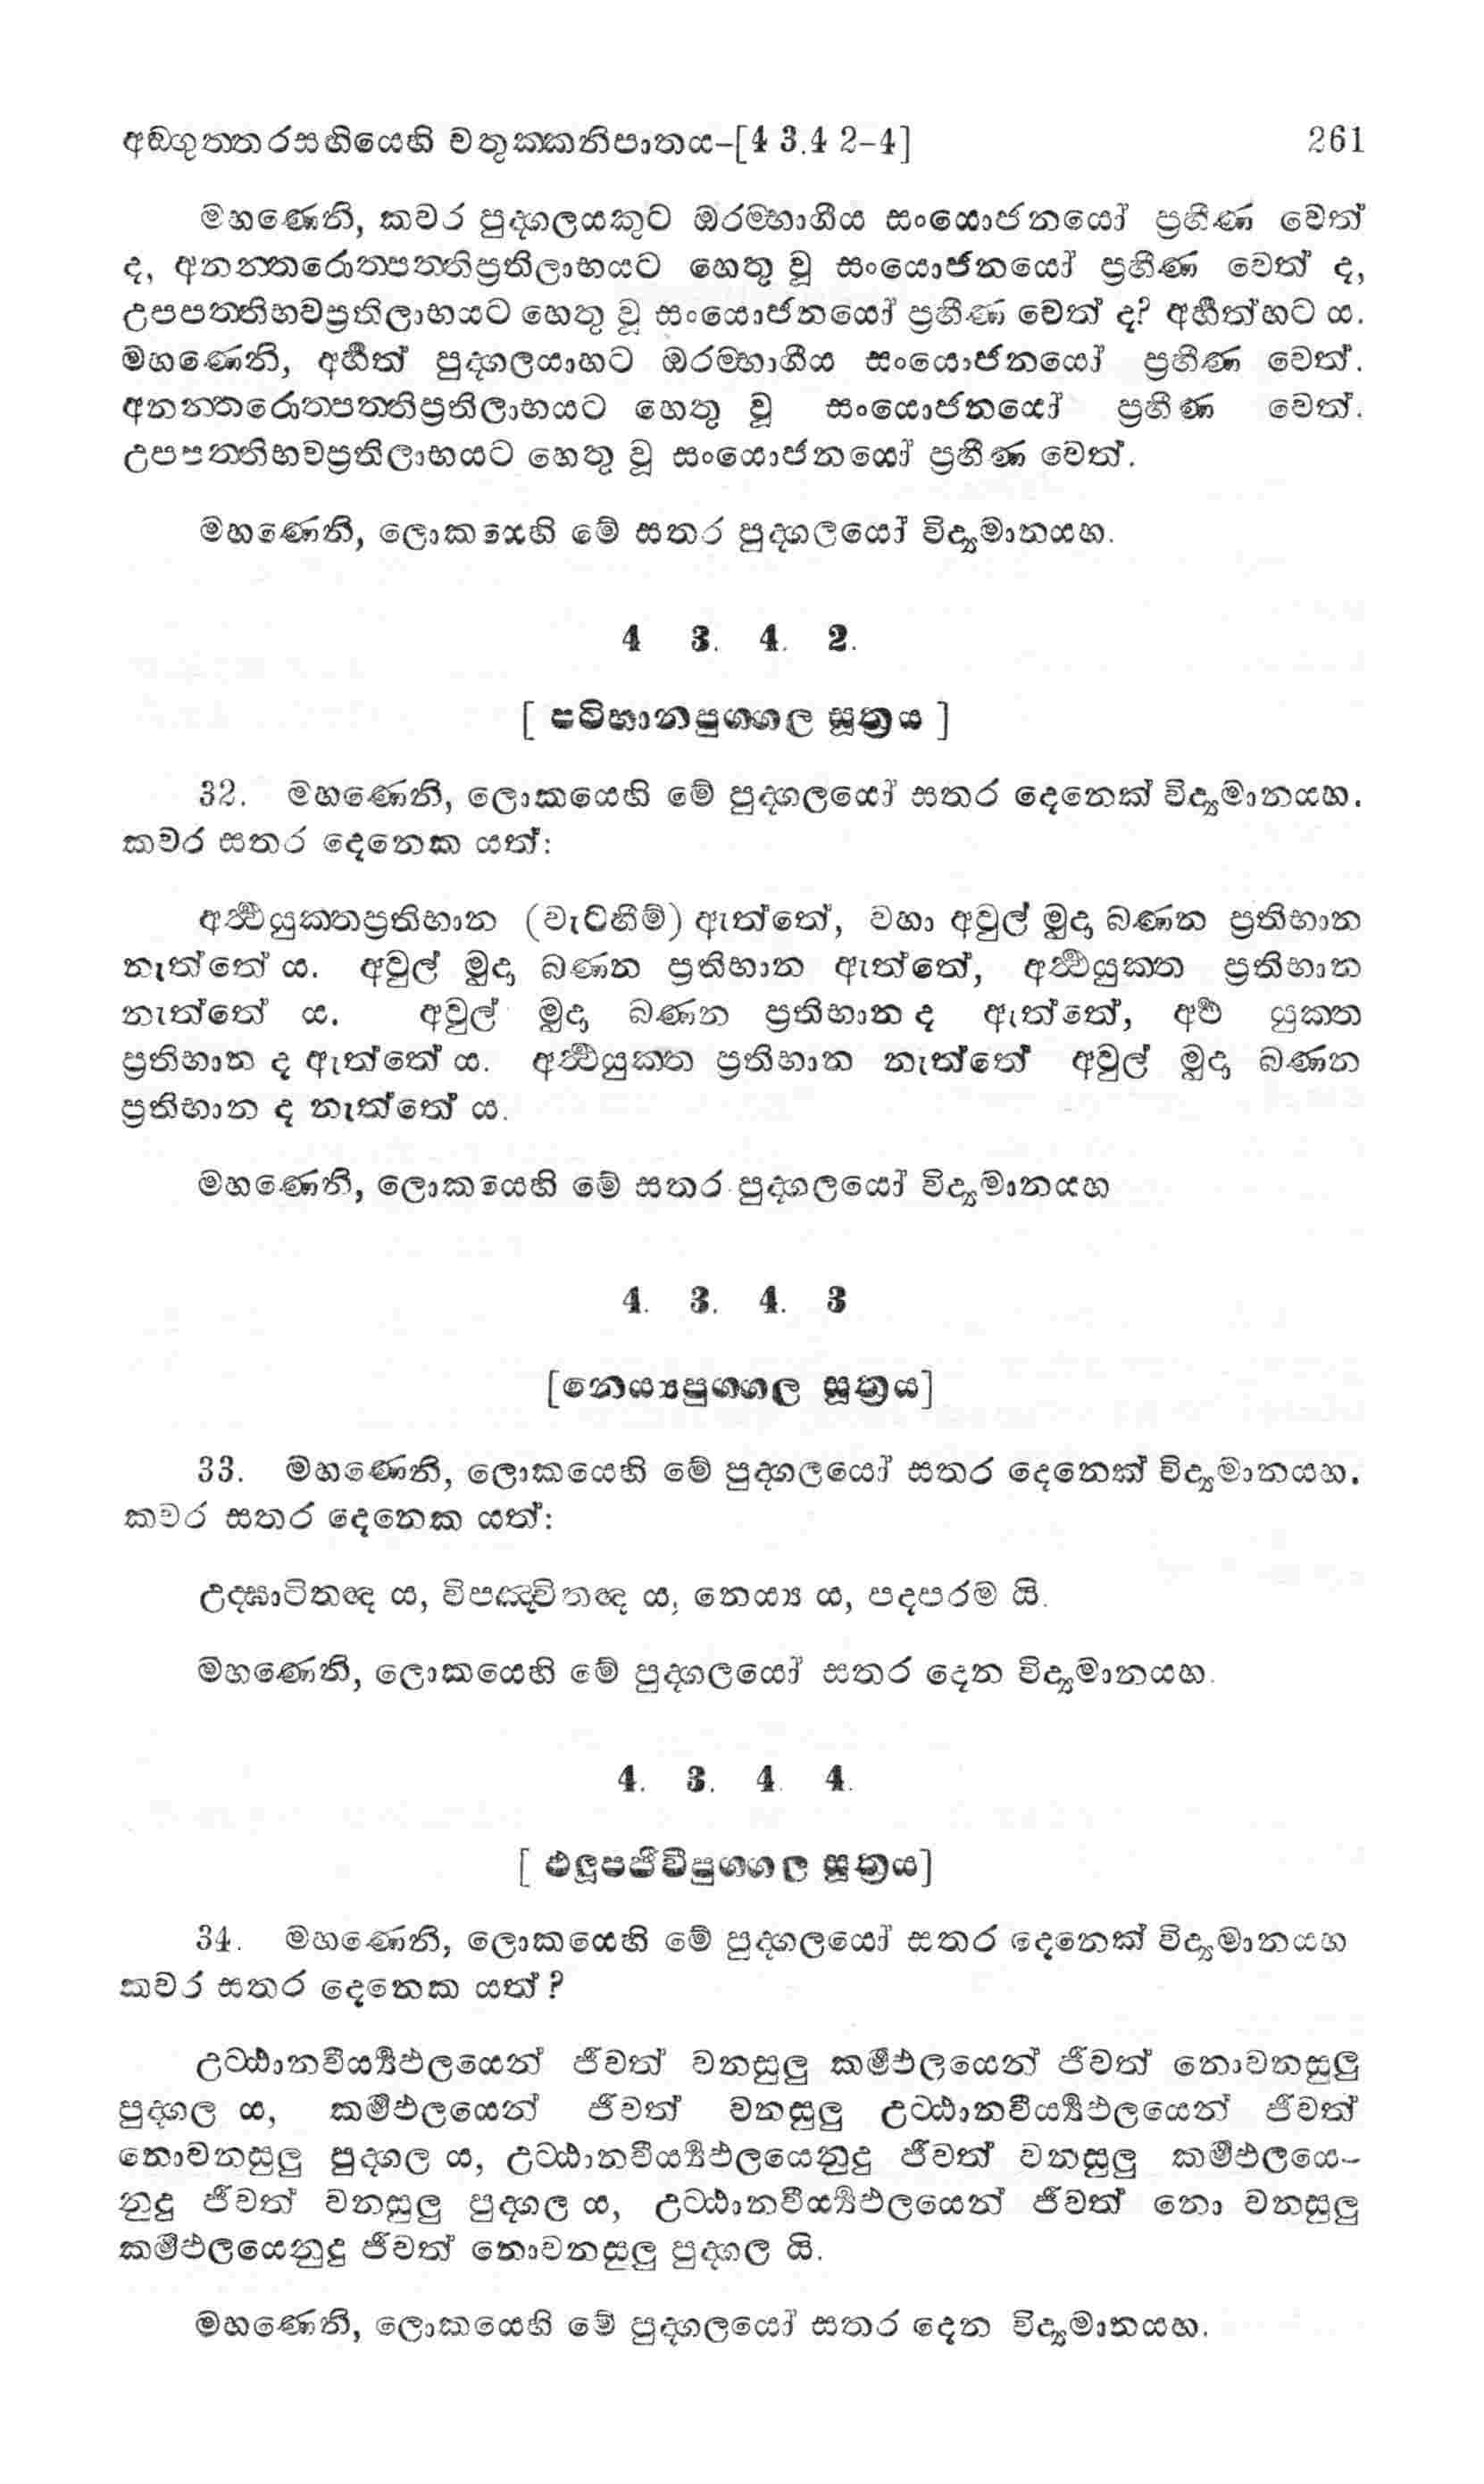 අඞගුත්තරසඟියෙහි චතුක්කනිපාතය–[4 3.4 2–4] 261
මහණෙනි, කවර පුද්ගලයකුට ඔරම්භාගීය සංයොජනයෝ ප්‍රහීණ වෙත්
ද, අනන්තරොත්පත්තිප්‍රතිලාභයට හෙතු වූ සංයොජනයෝ ප්‍රහීණ වෙත් ද,
උපපත්තිභවප්‍රතිලාභයට හෙතු වූ සංයොජනයෝ ප්‍රහීණ වෙත් ද? අර්‍හත්හට ය.
මහණෙනි, අර්‍හත් පුද්ගලයාහට ඔරම්භාගීය සංයොජනයෝ ප්‍රහීණ වෙත්.
අනන්තරොත්පත්තිප්‍රතිලාභයට හෙතු වූ සංයොජනයෝ ප්‍රහීණ වෙත්.
උපපත්තිභවප්‍රතිලාභයට හෙතු වූ සංයොජනයෝ ප්‍රහීණ වෙත්.
මහණෙනි, ලොකයෙහි මේ සතර පුද්ගලයෝ විද්‍යමානයහ.
4 3. 4. 2.
[ පටිභානපුග්ගල සූත්‍රය ]
32. මහණෙනි, ලොකයෙහි මේ පුද්ගලයෝ සතර දෙනෙක් විද්‍යමානයහ.
කවර සතර දෙනෙක යත්:
අර්‍ථයුක්තප්‍රතිභාන (වැටහීම්) ඇත්තේ, වහා අවුල් මුදා බණන ප්‍රතිභාන
නැත්තේ ය. අවුල් මුදා බණන ප්‍රතිභාන ඇත්තේ, අර්‍ථයුක්ත ප්‍රතිභාන
නැත්තේ ය. අවුල් මුදා බණන ප්‍රතිභාන ද ඇත්තේ, අර්‍ථ යුක්ත
ප්‍රතිභාන ද ඇත්තේ ය. අර්‍ථයුක්ත ප්‍රතිභාන නැත්තේ අවුල් මුදා බණන
ප්‍රතිභාන ද නැත්තේ ය.
මහණෙනි, ලොකයෙහි මේ සතර පුද්ගලයෝ විද්‍යමානයහ
4. 3. 4. 3
[නෙය්‍යපුග්ගල සූත්‍රය]
33. මහණෙනි, ලොකයෙහි මේ පුද්ගලයෝ සතර දෙනෙක් විද්‍යමානයහ.
කවර සතර දෙනෙක යත්:
උද්ඝාටිතඥ ය, විපඤ්චිතඥ ය, නෙය්‍ය ය, පදපරම යි.
මහණෙනි, ලොකයෙහි මේ පුද්ගලයෝ සතර දෙන විද්‍යමානයහ.
4. 3. 4. 4.
[ ඵලූපජීවීපුග්ගල සූත්‍රය]
34. මහණෙනි, ලොකයෙහි මේ පුද්ගලයෝ සතර දෙනෙක් විද්‍යමානයහ
කවර සතර දෙනෙක යත්?
උට්ඨානවීර්‍ය්‍යඵලයෙන් ජීවත් වනසුලු කර්‍මඵලයෙන් ජීවත් නොවනසුලු
පුද්ගල ය, කර්‍මඵලයෙන් ජීවත් වනසුලු උට්ඨානවීර්‍ය්‍යඵලයෙන් ජීවත්
නොවනසුලු පුද්ගල ය, උට්ඨානවීර්‍ය්‍යඵලයෙනුදු ජීවත් වනසුලු කර්‍මඵලයෙ-
නුදු ජීවත් වනසුලු පුද්ගල ය, උට්ඨානවීර්‍ය්‍යඵලයෙන් ජීවත් නො වනසුලු
කර්‍මඵලයෙනුදු ජීවත් නොවනසුලු පුද්ගල යි.
මහණෙනි, ලොකයෙහි මේ පුද්ගලයෝ සතර දෙන විද්‍යමානයහ.